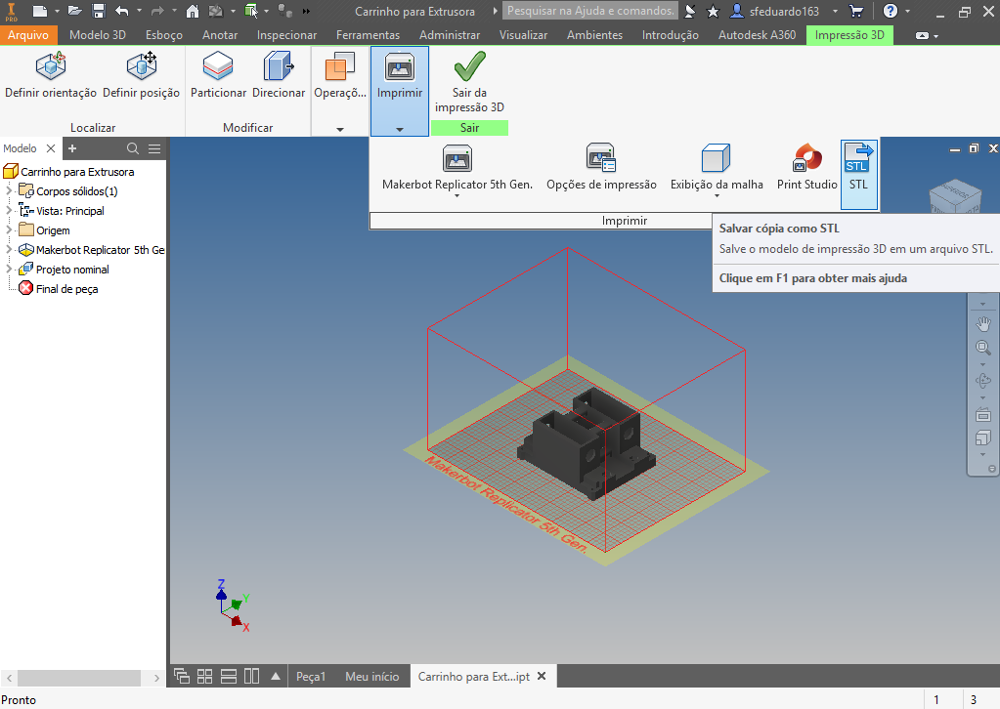 PRO
Carrinho para Extrusora
Pesquisar na Ajuda e comandos.
sfeduardo163
Arquivo
Modelo 3D
Esboço
Anotar
Inspecionar
Ferramentas
Administrar
Visualizar
Ambientes
Introdução
Autodesk A360
Impressão 3D
Definir orientação
Definir posição
Particionar
Direcionar
Operaçõ...
Imprimir
Sair da
impressão 3D
Localizar
Modificar
Sair
Modelo
Makerbot Replicator 5th Gen.
Opções de impressão
Exibição da malha
Print Studio
STL
STL
Imprimir
Salvar cópia como STL
Salve o modelo de impressão 3D em um arquivo STL.
Clique em F1 para obter mais ajuda
Carrinho para Extrusora
Corpos sólidos(1)
Vista: Principal
Origem
Makerbot Replicator 5th Ge
Projeto nominal
Final de peça
Makerbot Replicator 5th Gen.
Z
Y
X
Peça1
Meu início
Carrinho para Ext...ipt
Pronto
1
3